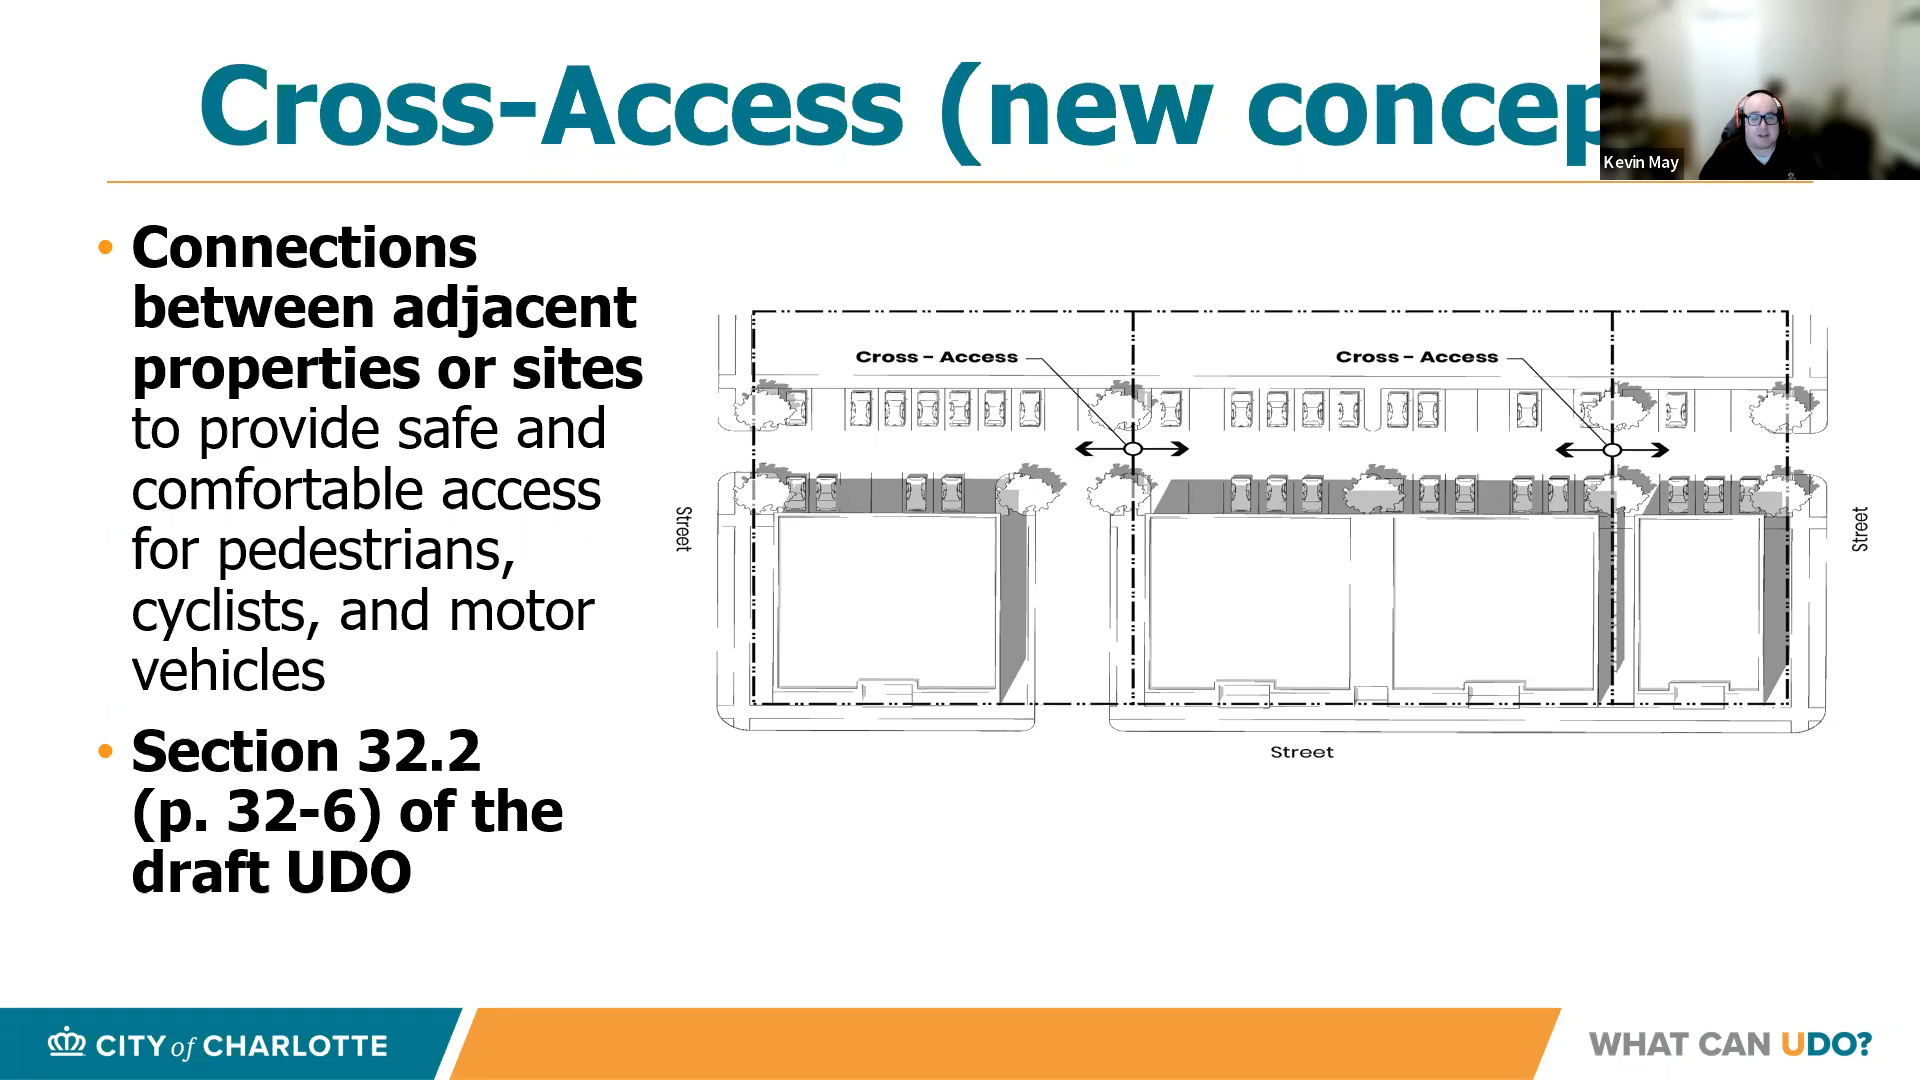 Cross-Access (new concep
Kevin May
• Connections
between adjacent
properties or sites
to provide safe and
comfortable access
for pedestrians,
cyclists, and motor
vehicles
• Section 32.2
(p. 32-6) of the
draft UDO
Cross - Access
Cross - Access
Street
Street
Street
CITY of CHARLOTTE
WHAT CAN UDO?